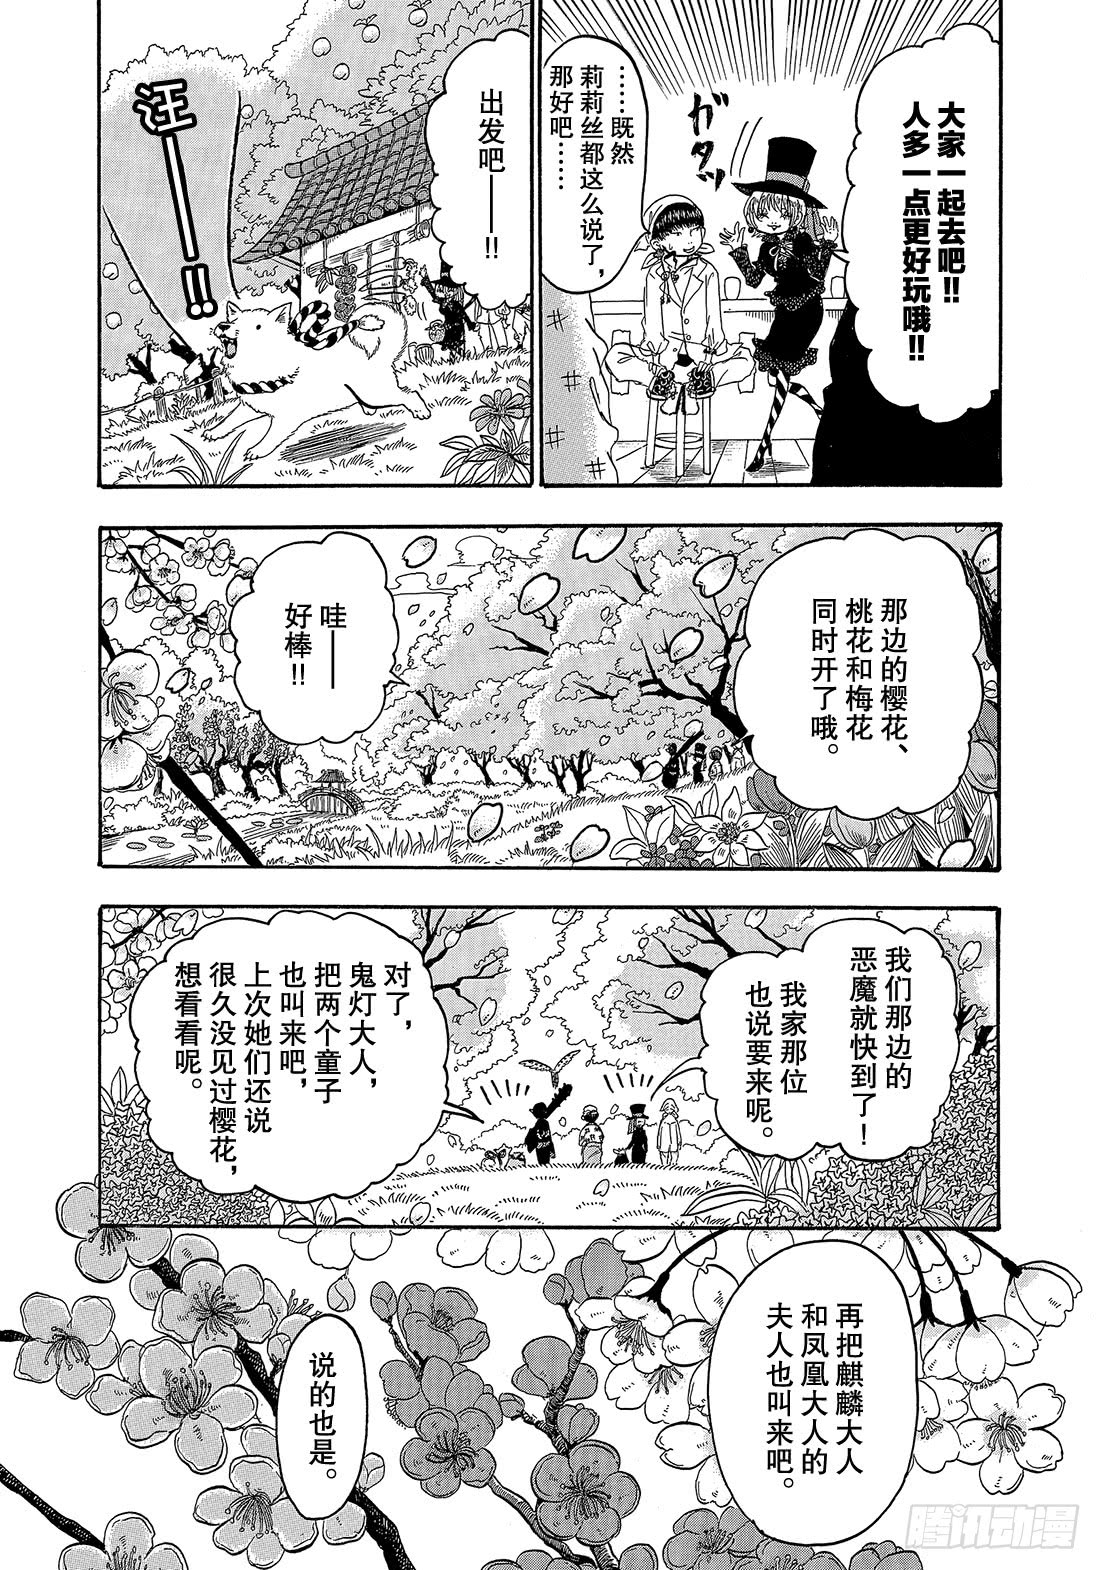 大家一起去吧!!
人多一点更好玩哦!!
ガタッ
……既然
莉莉丝都这么说了，
那好吧……
出发吧——!!
汪——!!!
那边的樱花、
桃花和梅花
同时开了哦。
哇——
好棒!!
我们那边的
恶魔就快到了！
我家那位
也说要来呢。
对了，
鬼灯大人，
把两个童子
也叫来吧，
上次她们还说
很久没见过樱花，
想看看呢。
再把麒麟大人
和凤凰大人的
夫人也叫来吧。
说的也是。
腾讯动漫